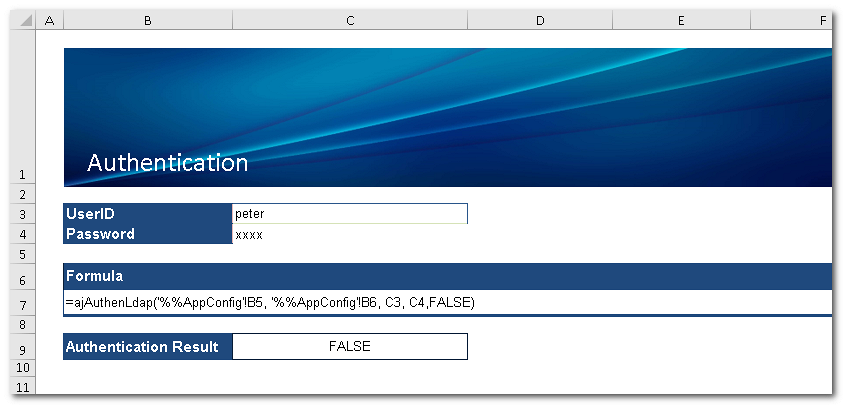 A B C D E F
1 Authentication
2
3 UserID peter
4 Password xxxx
5
6 Formula
7 =ajAuthenLdap('%%AppConfig'!B5, '%%AppConfig'!B6, C3, C4,FALSE)
8
9 Authentication Result FALSE
10
11